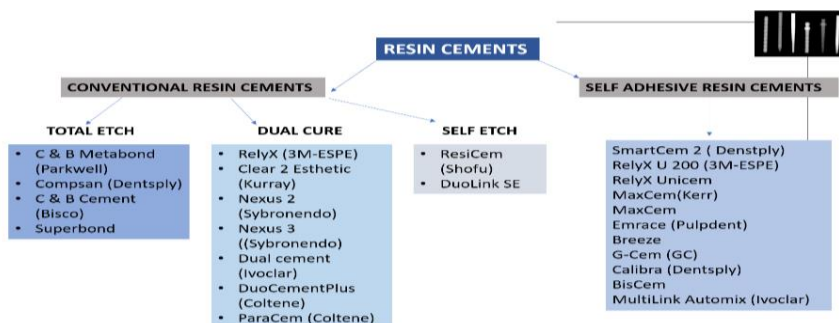 RESIN CEMENTS
CONVENTIONAL RESIN CEMENTS
SELF ADHESIVE RESIN CEMENTS
TOTAL ETCH
• C & B Metabond
(Parkwell)
• Compsan (Dentsply)
• C & B Cement
(Bisco)
• Superbond
DUAL CURE
• RelyX (3M-ESPE)
• Clear 2 Esthetic
(Kurray)
• Nexus 2
(Sybronendo)
• Nexus 3
((Sybronendo)
• Dual cement
(Ivoclar)
• DuoCementPlus
(Coltene)
• ParaCem (Coltene)
SELF ETCH
• ResiCem
(Shofu)
• DuoLink SE
SmartCem 2 ( Denstply)
RelyX U 200 (3M-ESPE)
RelyX Unicem
MaxCem(Kerr)
MaxCem
Emrace (Pulpdent)
Breeze
G-Cem (GC)
Calibra (Dentsply)
BisCem
MultiLink Automix (Ivoclar)